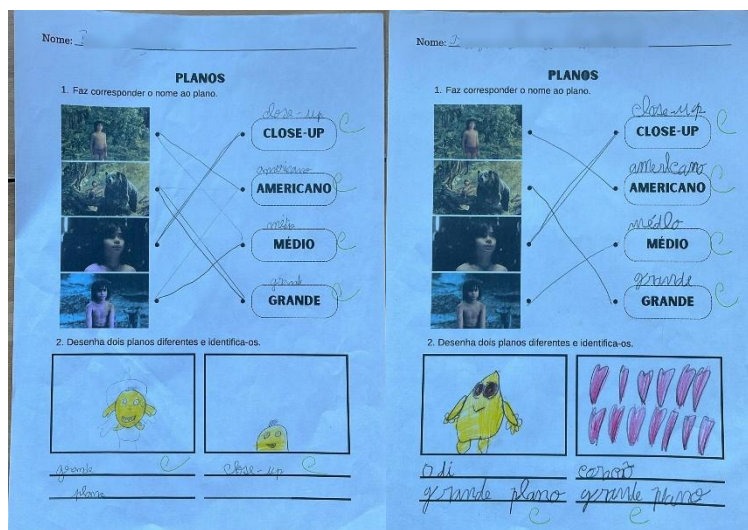 Nome:
PLANOS
1. Faz corresponder o nome ao plano.
close-up
CLOSE-UP
americano
AMERICANO
médio
MÉDIO
grande
GRANDE
2. Desenha dois planos diferentes e identifica-os.
grande
plano
close-up
Nome:
PLANOS
1. Faz corresponder o nome ao plano.
close-up
CLOSE-UP
americano
AMERICANO
médio
MÉDIO
grande
GRANDE
2. Desenha dois planos diferentes e identifica-os.
grande plano
grande plano